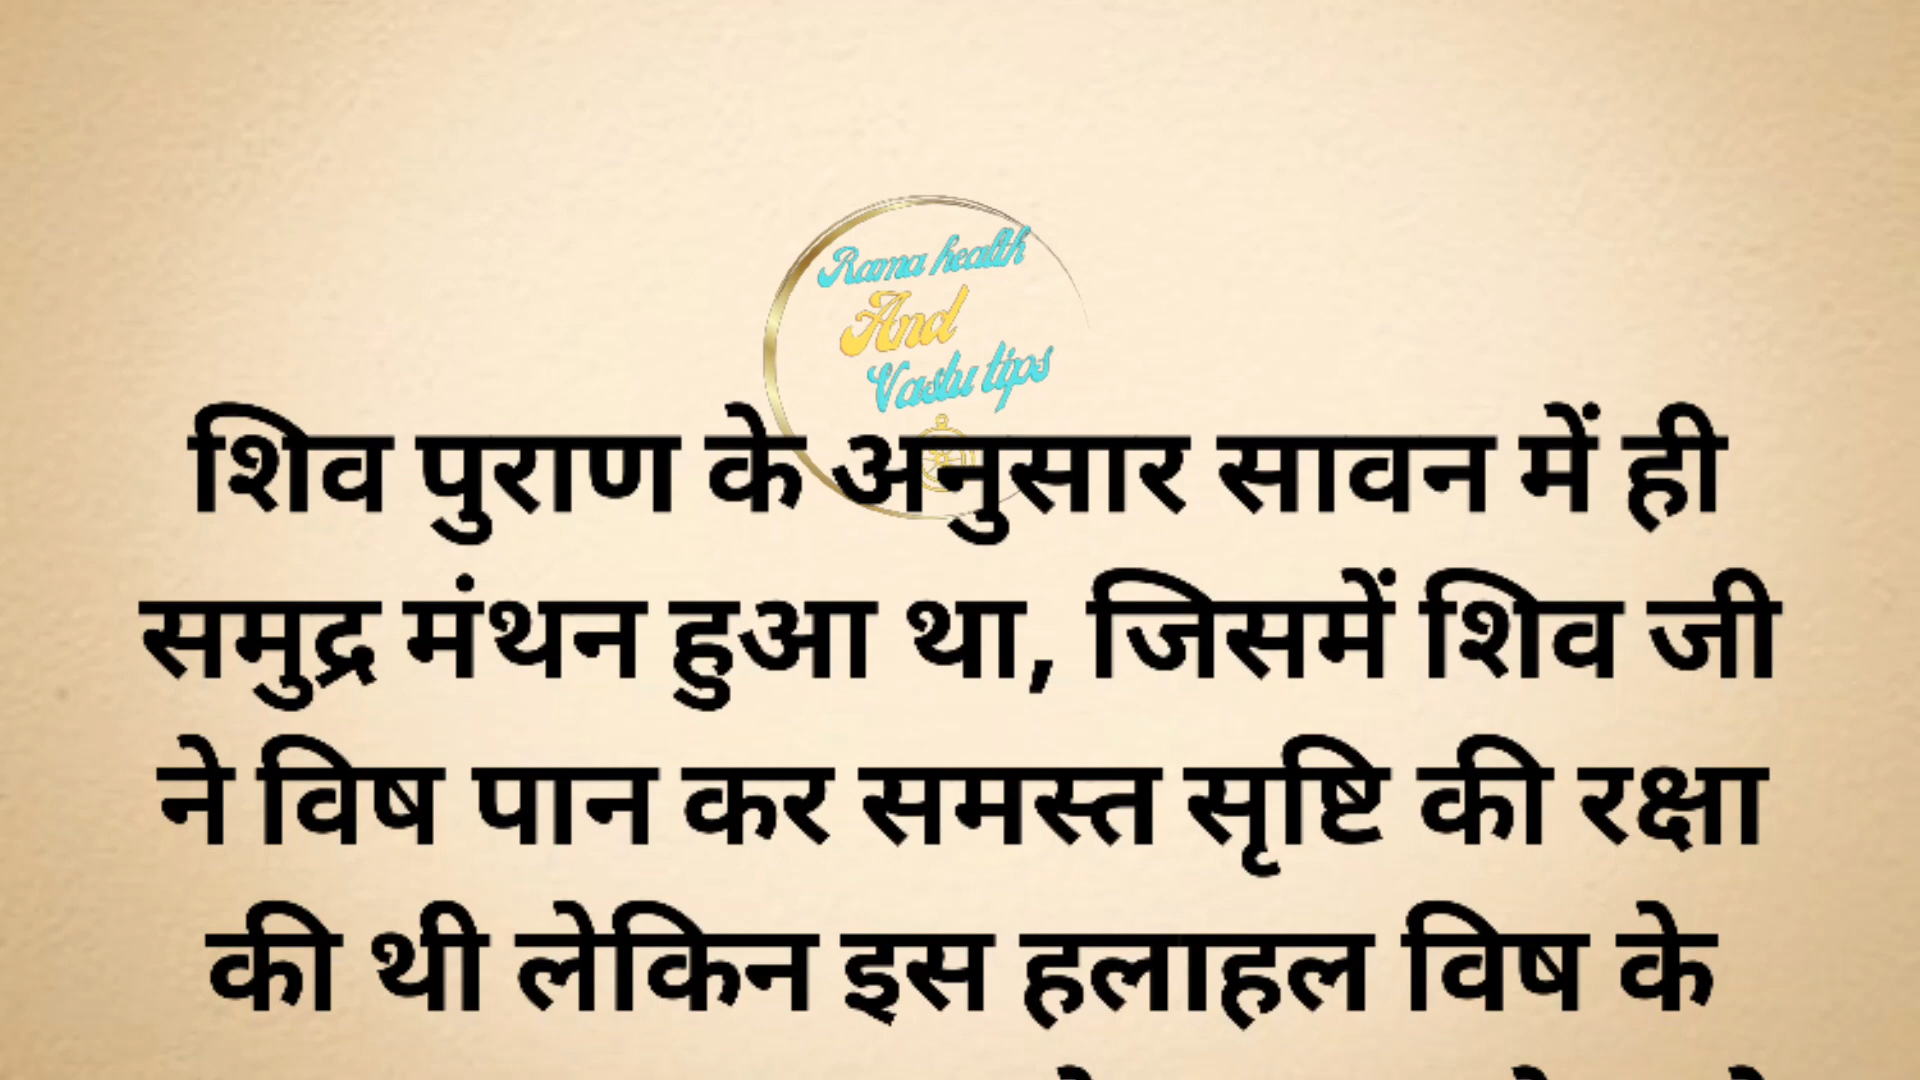 Rama health
And
Vastu tips
शिव पुराण के अनुसार सावन में ही
समुद्र मंथन हुआ था, जिसमें शिव जी
ने विष पान कर समस्त सृष्टि की रक्षा
की थी लेकिन इस हलाहल विष के